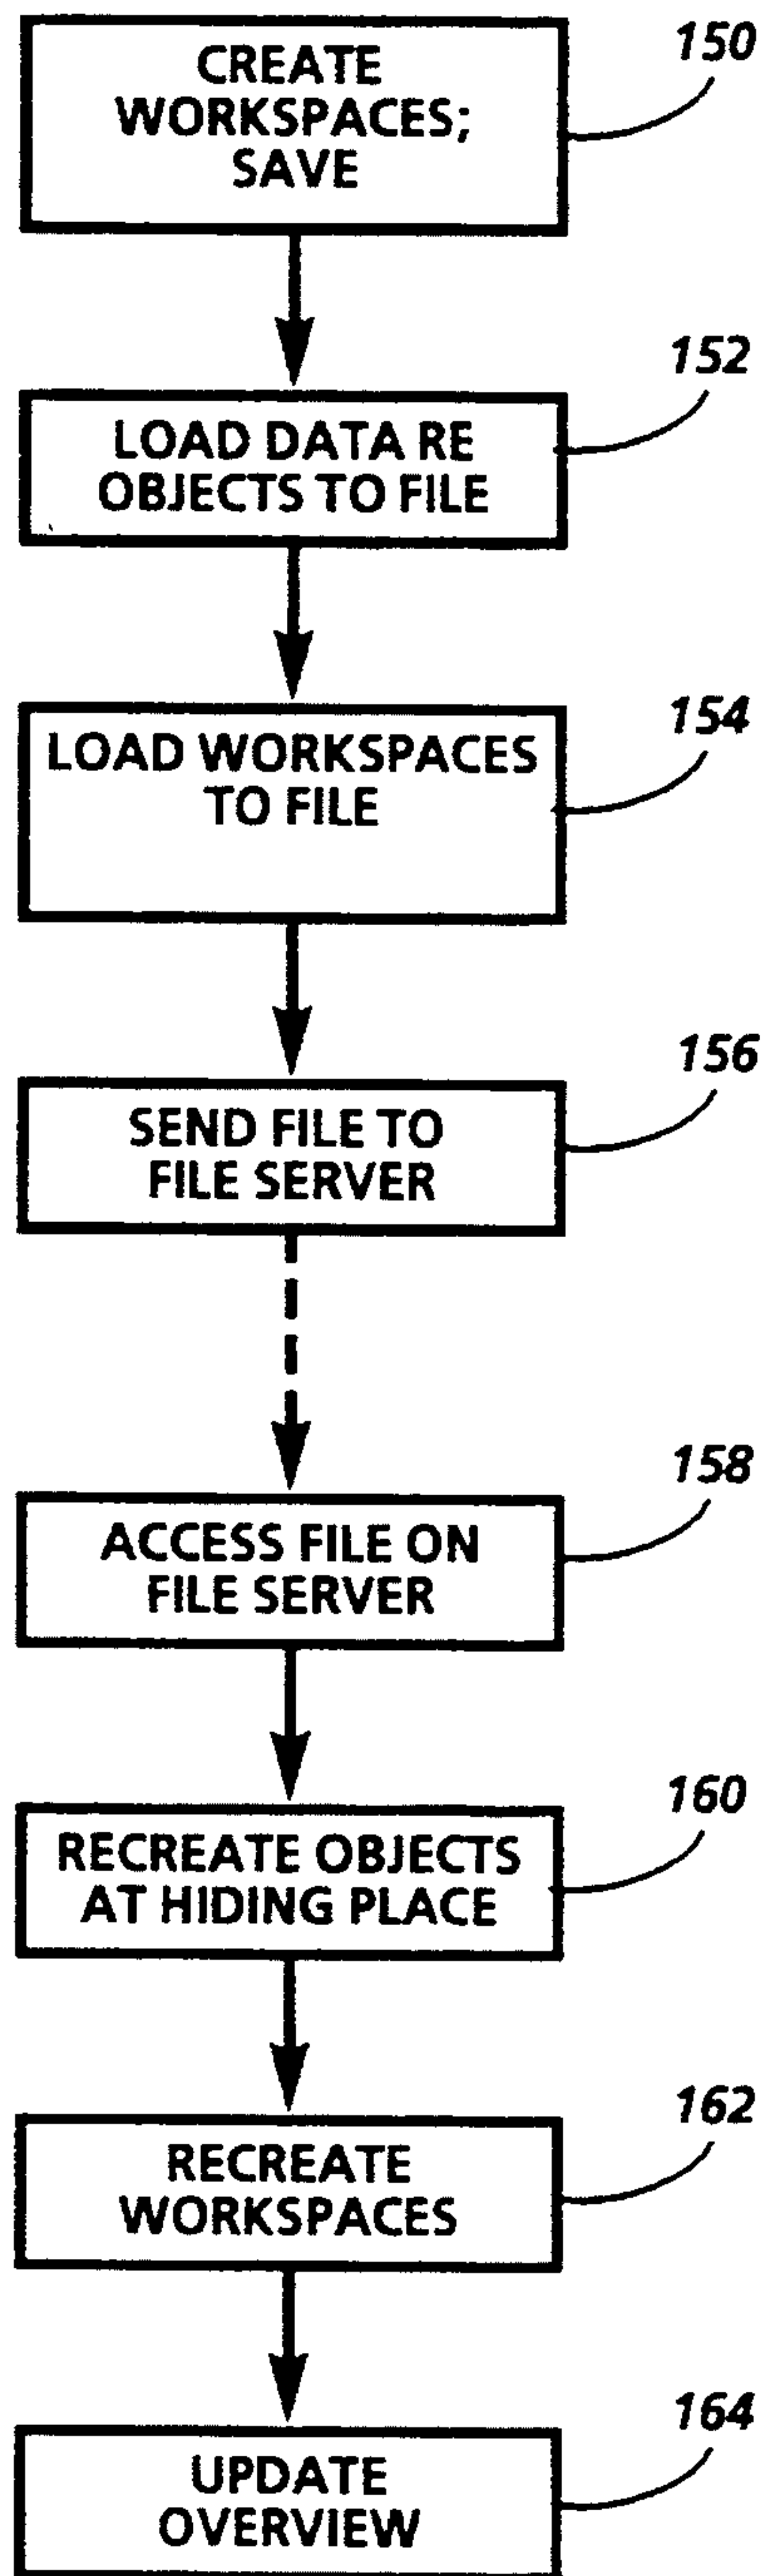 150
CREATE
WORKSPACES;
SAVE
152
LOAD DATA RE
OBJECTS TO FILE
154
LOAD WORKSPACES
TO FILE
156
SEND FILE TO
FILE SERVER
158
ACCESS FILE ON
FILE SERVER
160
RECREATE OBJECTS
AT HIDING PLACE
162
RECREATE
WORKSPACES
164
UPDATE
OVERVIEW